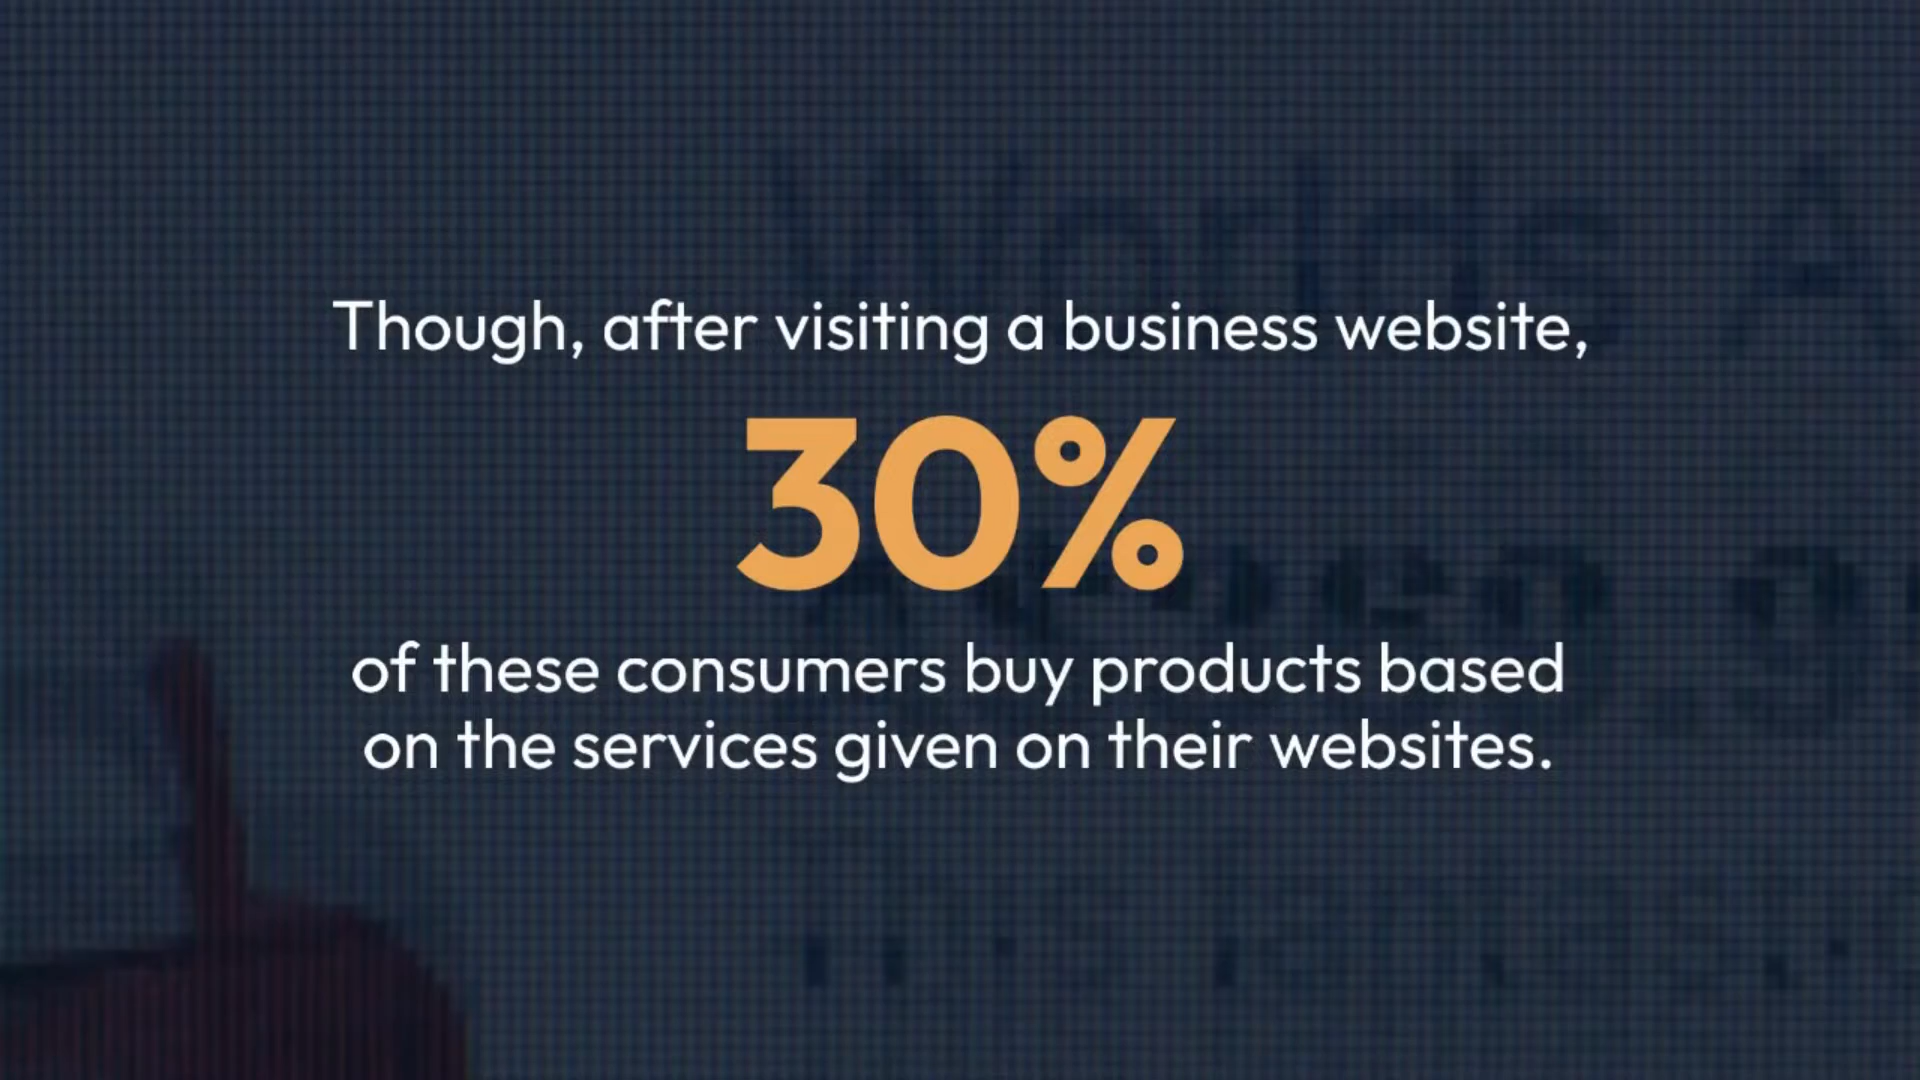 Though, after visiting a business website,
30%
of these consumers buy products based
on the services given on their websites.